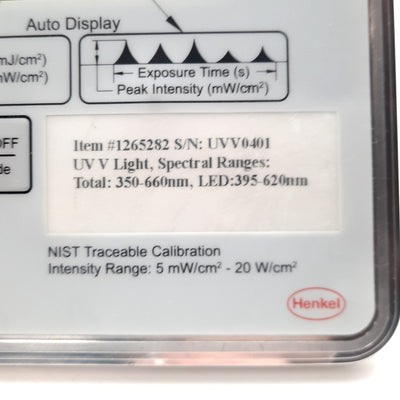 Auto Display
mJ/cm²)
mW/cm²)
Exposure Time (s)
Peak Intensity (mW/cm²)
OFF
de
Item #1265282 S/N: UVV0401
UV V Light, Spectral Ranges:
Total: 350-660nm, LED:395-620nm
NIST Traceable Calibration
Intensity Range: 5 mW/cm² - 20 W/cm²
Henkel